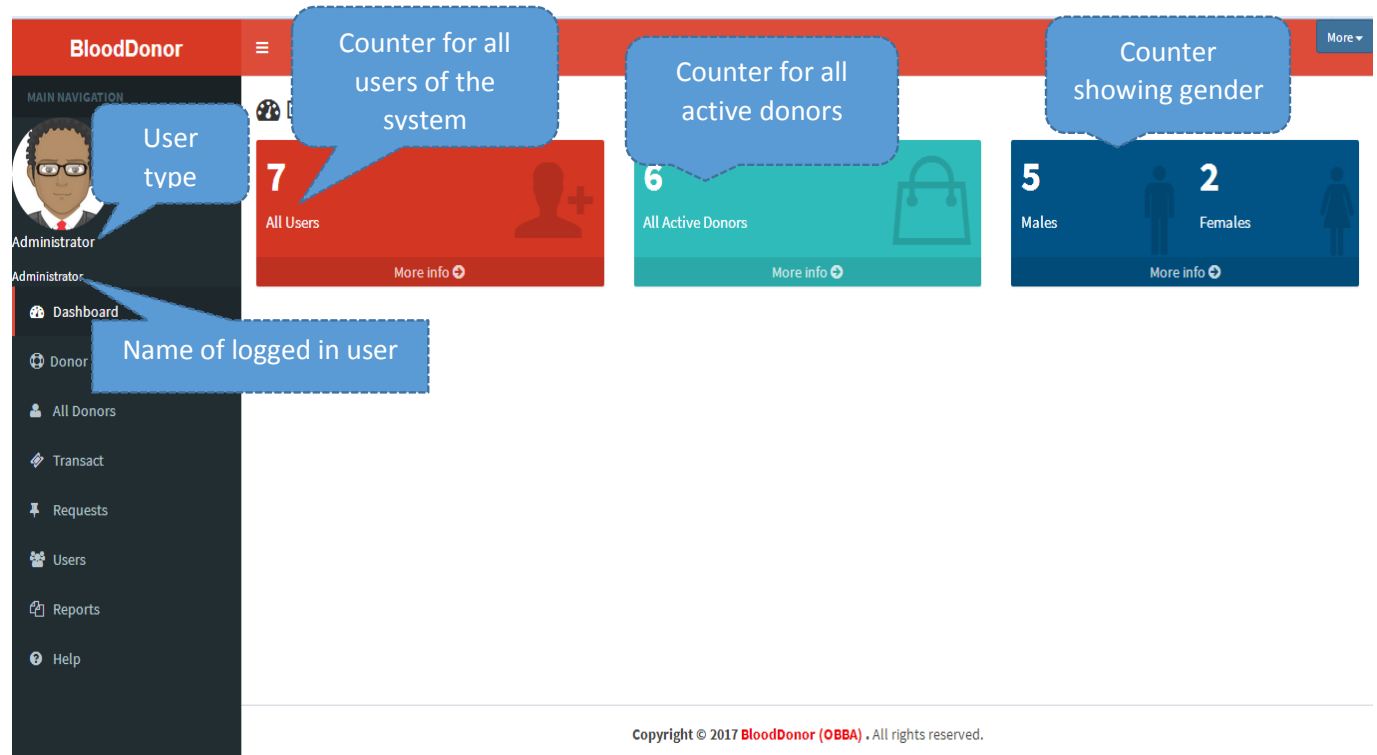 BloodDonor
More
Counter for all
users of the
system
Counter for all
active donors
Counter
showing gender
MAIN NAVIGATION
User
type
Administrator
Administrator
Name of logged in user
7
All Users
More info
6
All Active Donors
More info
5
Males
2
Females
More info
Dashboard
Donor
All Donors
Transact
Requests
Users
Reports
Help
Copyright © 2017 BloodDonor (OBBA) . All rights reserved.